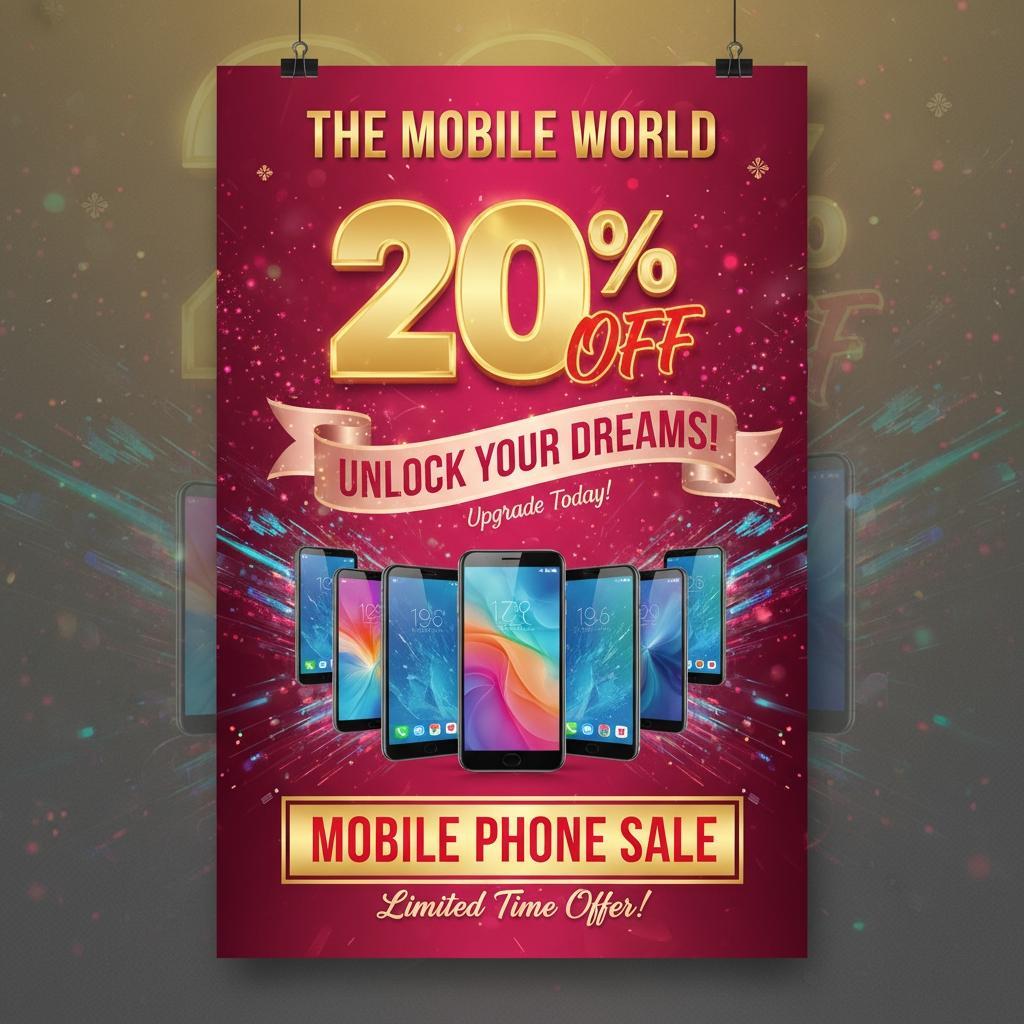 THE MOBILE WORLD
20%
OFF
UNLOCK YOUR DREAMS!
Upgrade Today!
MOBILE PHONE SALE
Limited Time Offer!